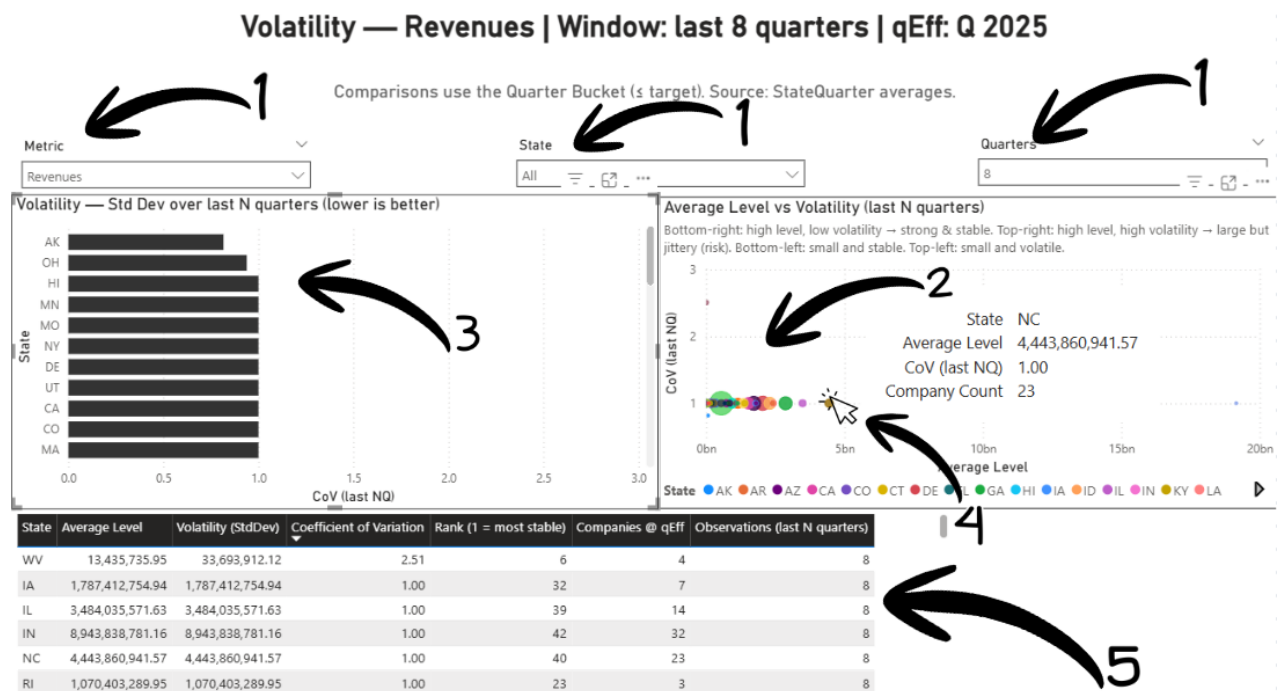 Volatility — Revenues | Window: last 8 quarters | qEff: Q 2025
Comparisons use the Quarter Bucket (≤ target). Source: StateQuarter averages.
1
1
1
Metric
State
Quarters
Revenues
All
8
Volatility — Std Dev over last N quarters (lower is better)
State
AK
OH
HI
MN
MO
NY
DE
UT
CA
CO
MA
0.0 0.5 1.0 1.5 2.0 2.5 3.0
CoV (last NQ)
3
Average Level vs Volatility (last N quarters)
Bottom-right: high level, low volatility → strong & stable. Top-right: high level, high volatility → large but
jittery (risk). Bottom-left: small and stable. Top-left: small and volatile.
CoV (last NQ)
3
2
1
2
State NC
Average Level 4,443,860,941.57
CoV (last NQ) 1.00
Company Count 23
0bn 5bn 10bn 15bn 20bn
Average Level
State AK AR AZ CA CO CT DE FL GA HI IA ID IL IN KY LA
4
State Average Level Volatility (StdDev) Coefficient of Variation Rank (1 = most stable) Companies @ qEff Observations (last N quarters)
WV 13,435,735.95 33,693,912.12 2.51 6 4 8
IA 1,787,412,754.94 1,787,412,754.94 1.00 32 7 8
IL 3,484,035,571.63 3,484,035,571.63 1.00 39 14 8
IN 8,943,838,781.16 8,943,838,781.16 1.00 42 32 8
NC 4,443,860,941.57 4,443,860,941.57 1.00 40 23 8
RI 1,070,403,289.95 1,070,403,289.95 1.00 23 3 8
5